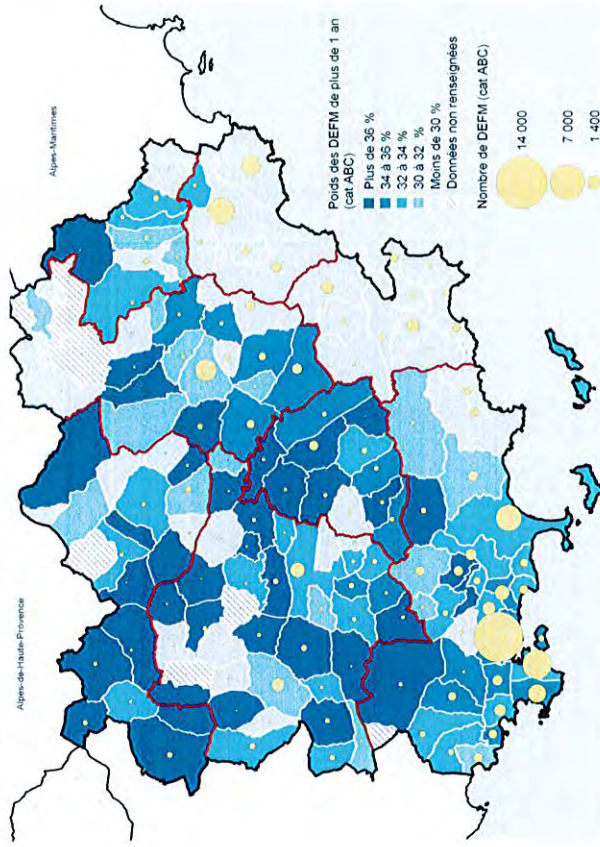 Alpes-de-Haute-Provence
Alpes-Maritimes
Poids des DEFM de plus de 1 an
(cat ABC)
Plus de 36 %
34 à 36 %
32 à 34 %
30 à 32 %
Moins de 30 %
Données non renseignées
Nombre de DEFM (cat ABC)
14 000
7 000
1 400